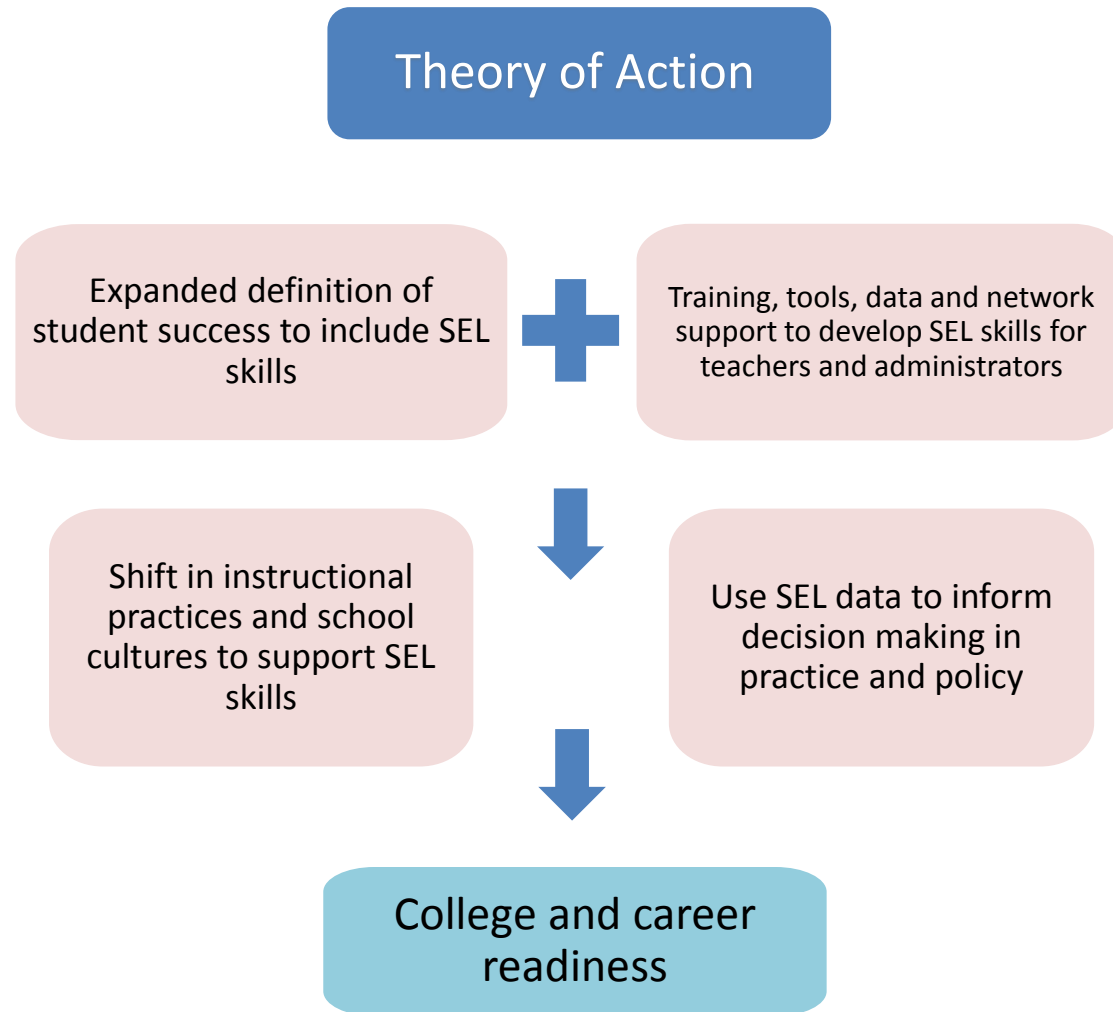 Theory of Action
Expanded definition of
student success to include SEL
skills
Training, tools, data and network
support to develop SEL skills for
teachers and administrators
Shift in instructional
practices and school
cultures to support SEL
skills
Use SEL data to inform
decision making in
practice and policy
College and career
readiness